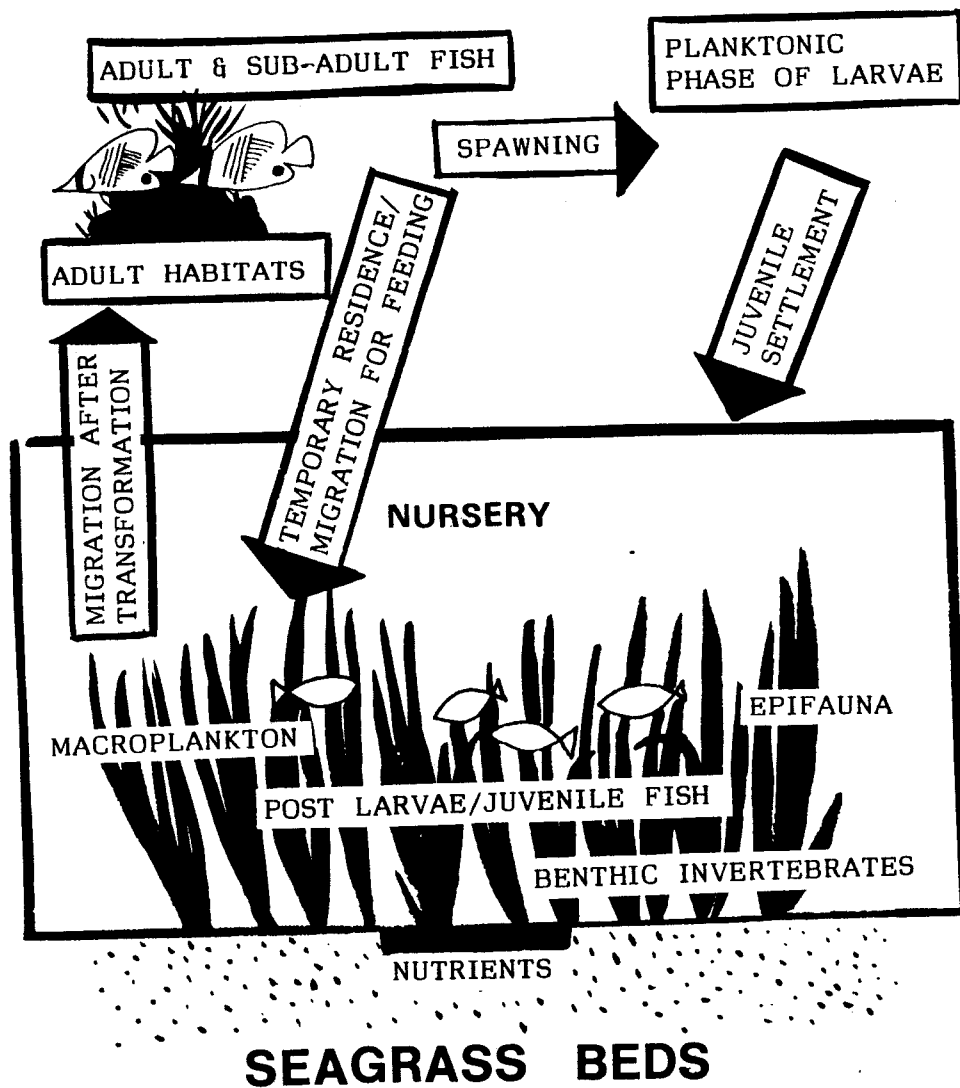 ADULT & SUB-ADULT FISH
PLANKTONIC
PHASE OF LARVAE
SPAWNING
ADULT HABITATS
TEMPORARY RESIDENCE/
MIGRATION FOR FEEDING
JUVENILE
SETTLEMENT
MIGRATION AFTER
TRANSFORMATION
NURSERY
EPIFAUNA
MACROPLANKTON
POST LARVAE/JUVENILE FISH
BENTHIC INVERTEBRATES
NUTRIENTS
SEAGRASS BEDS